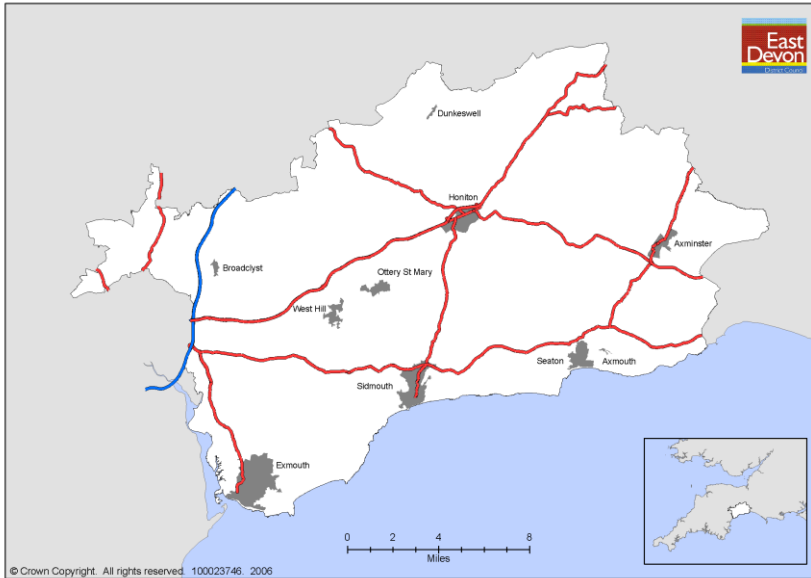 East
Devon
District Council
Dunkeswell
Honiton
Axminster
Broadclyst
Ottery St Mary
West Hill
Seaton
Axmouth
Sidmouth
Exmouth
0 2 4 8
Miles
© Crown Copyright. All rights reserved. 100023746. 2006